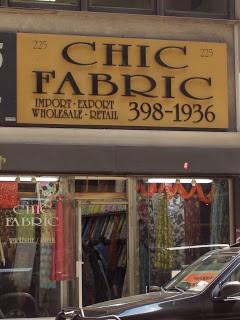 225 CHIC 225
FABRIC
IMPORT · EXPORT
WHOLESALE · RETAIL 398-1936
CHIC
FABRIC